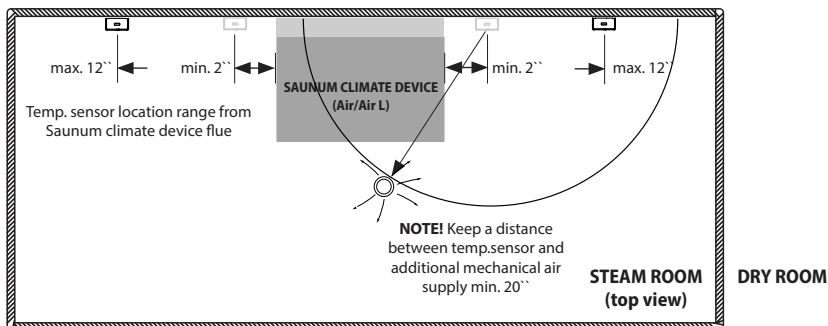 max. 12``
min. 2``
SAUNUM CLIMATE DEVICE
(Air/Air L)
min. 2``
max. 12``
Temp. sensor location range from
Saunum climate device flue
NOTE! Keep a distance
between temp.sensor and
additional mechanical air
supply min. 20``
STEAM ROOM
(top view)
DRY ROOM